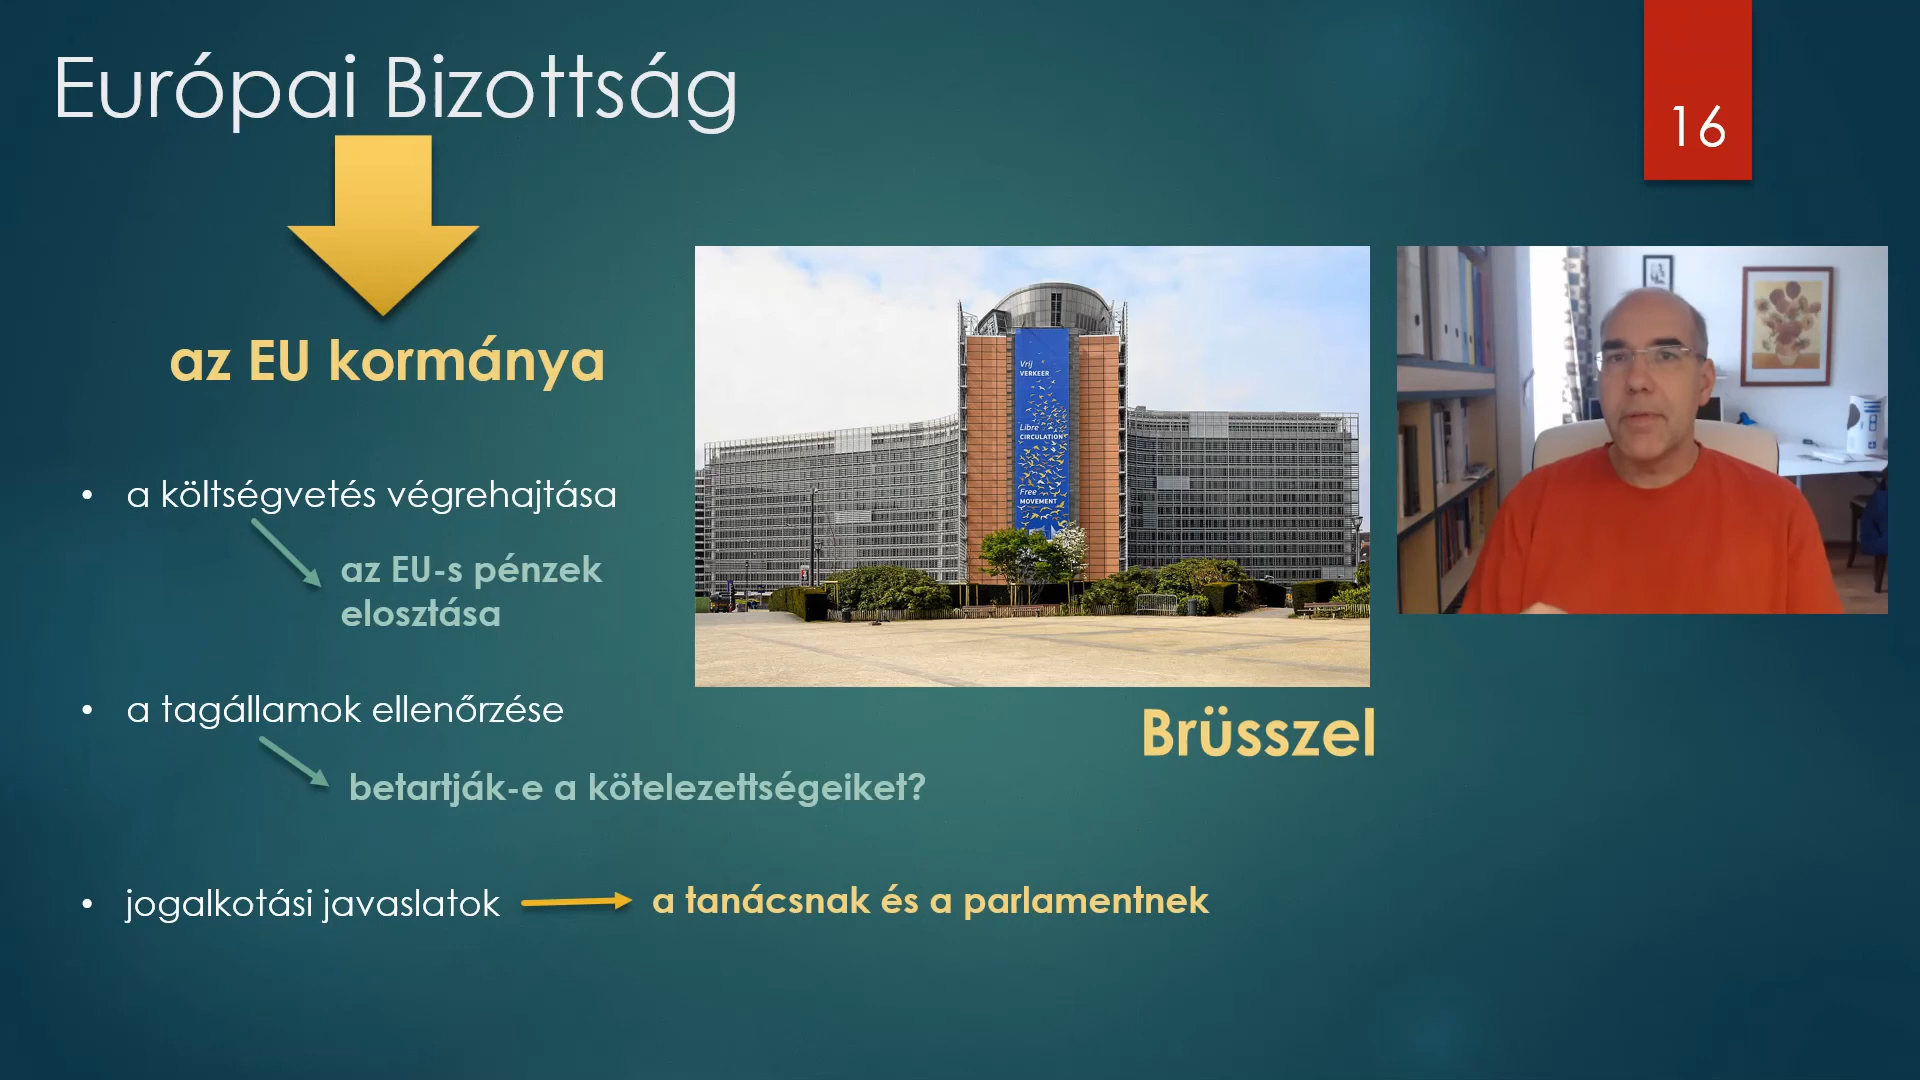 Európai Bizottság
16
az EU kormánya
• a költségvetés végrehajtása
az EU-s pénzek
elosztása
• a tagállamok ellenőrzése
betartják-e a kötelezettségeiket?
• jogalkotási javaslatok
a tanácsnak és a parlamentnek
Vrij
VERKEER
Libre
CIRCULATION
Free
MOVEMENT
Brüsszel